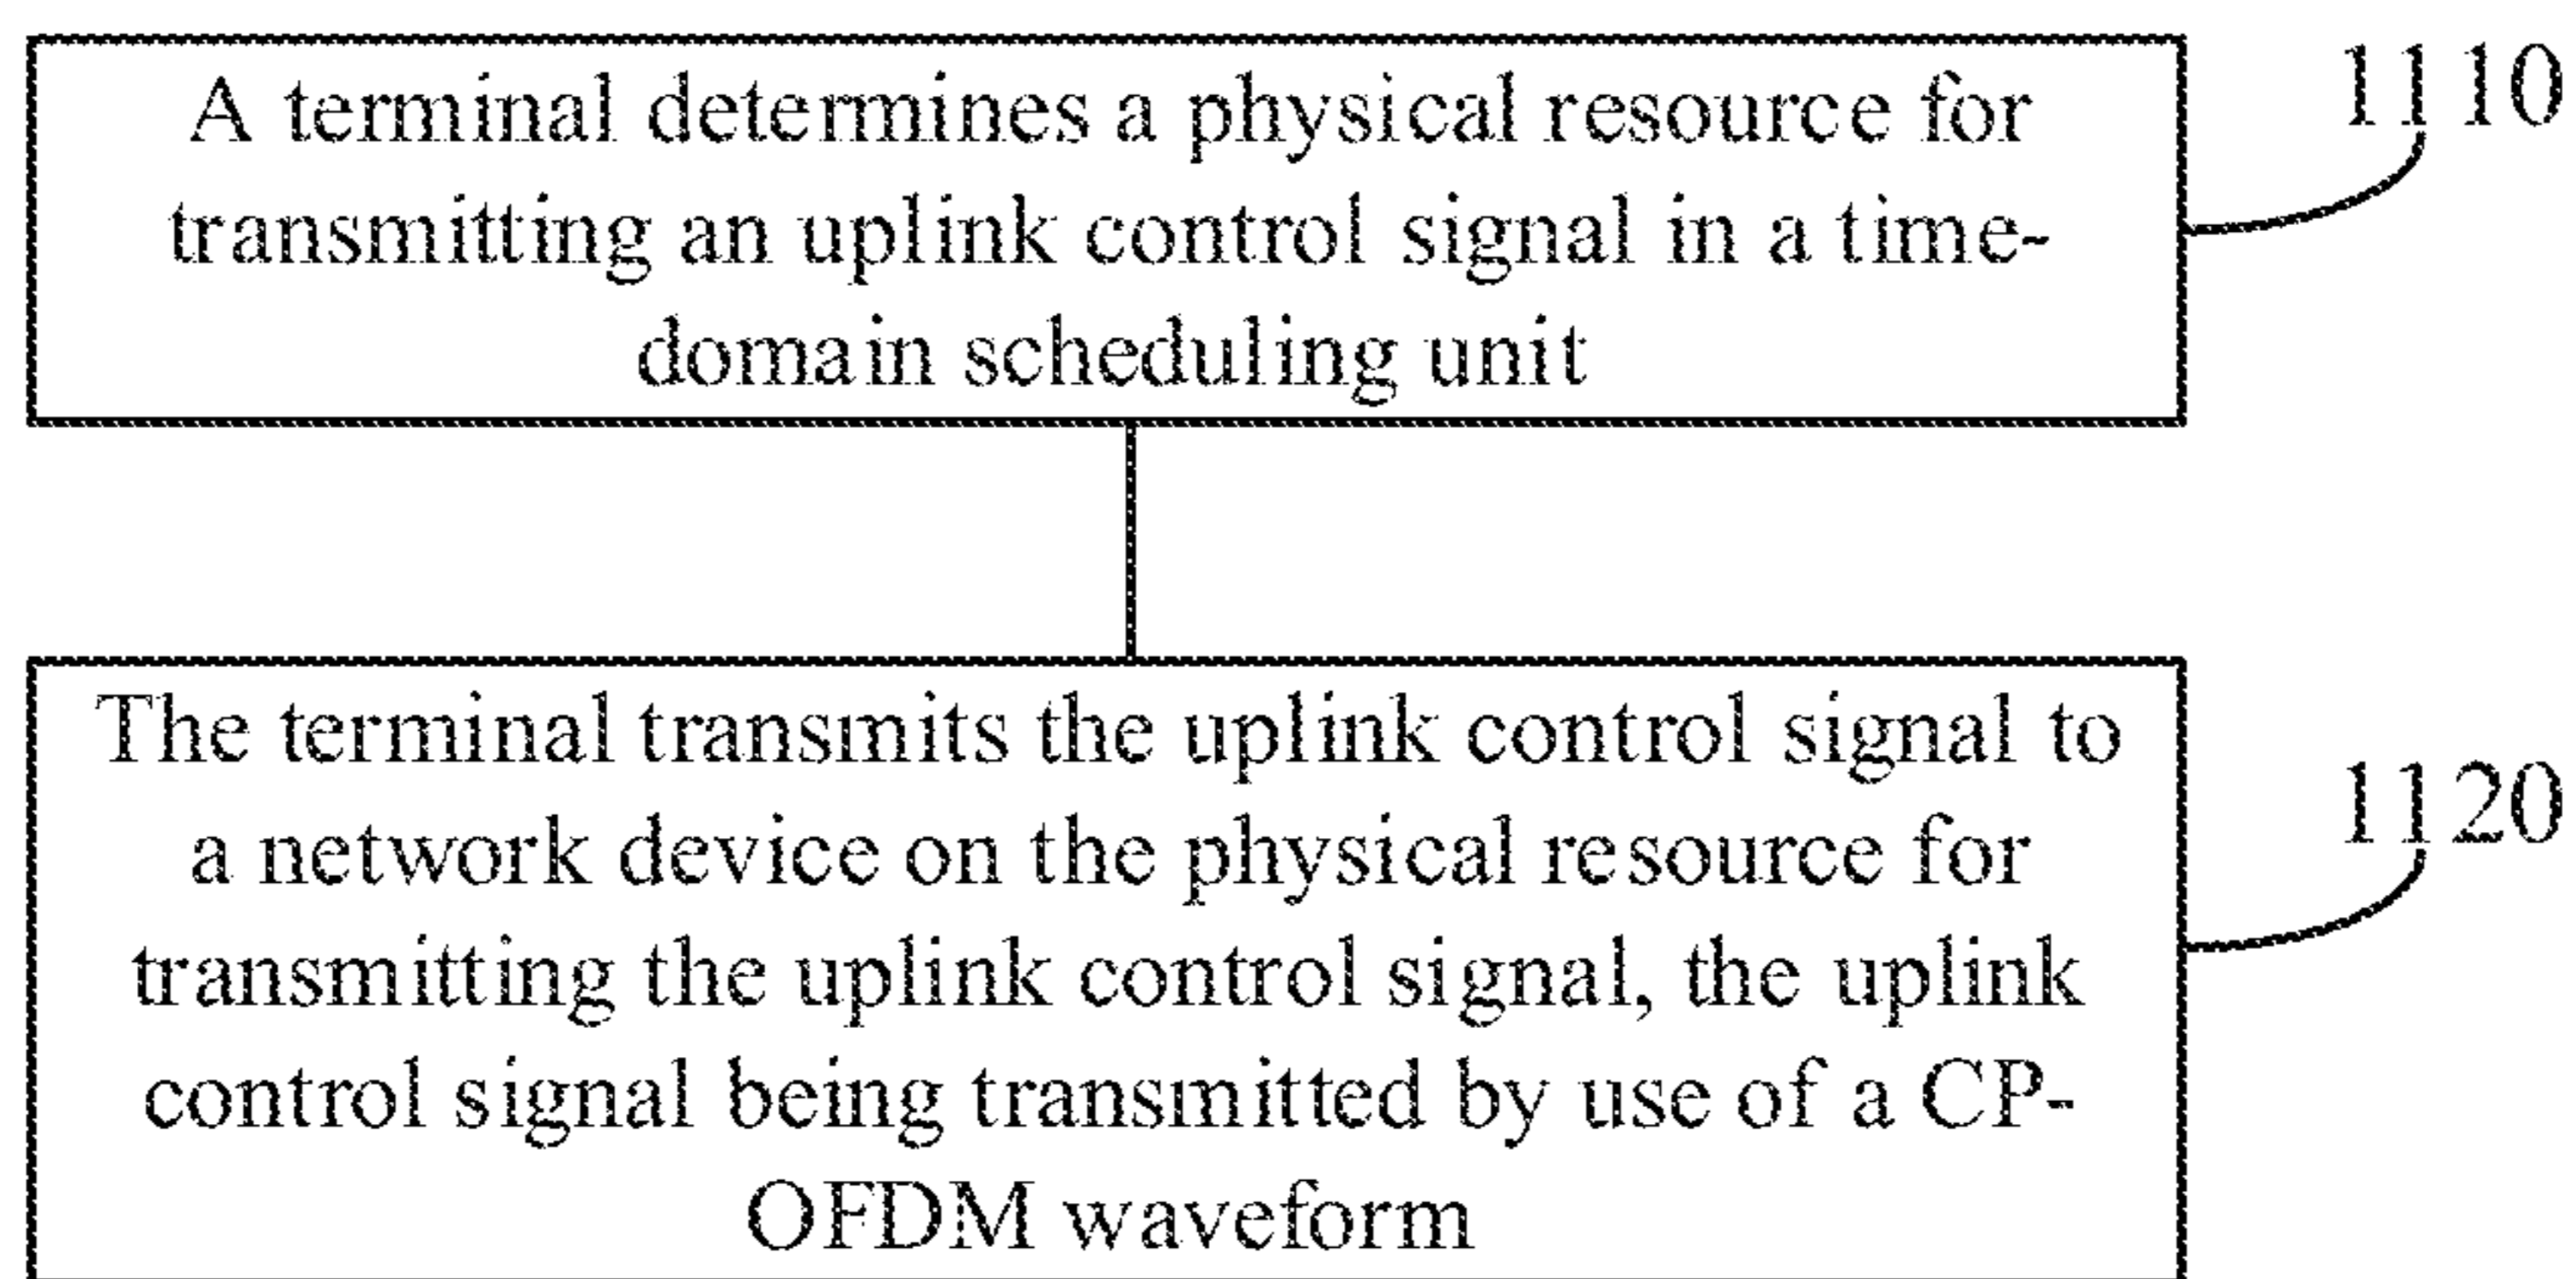 A terminal determines a physical resource for
transmitting an uplink control signal in a time-
domain scheduling unit
1110
The terminal transmits the uplink control signal to
a network device on the physical resource for
transmitting the uplink control signal, the uplink
control signal being transmitted by use of a CP-
OFDM waveform
1120